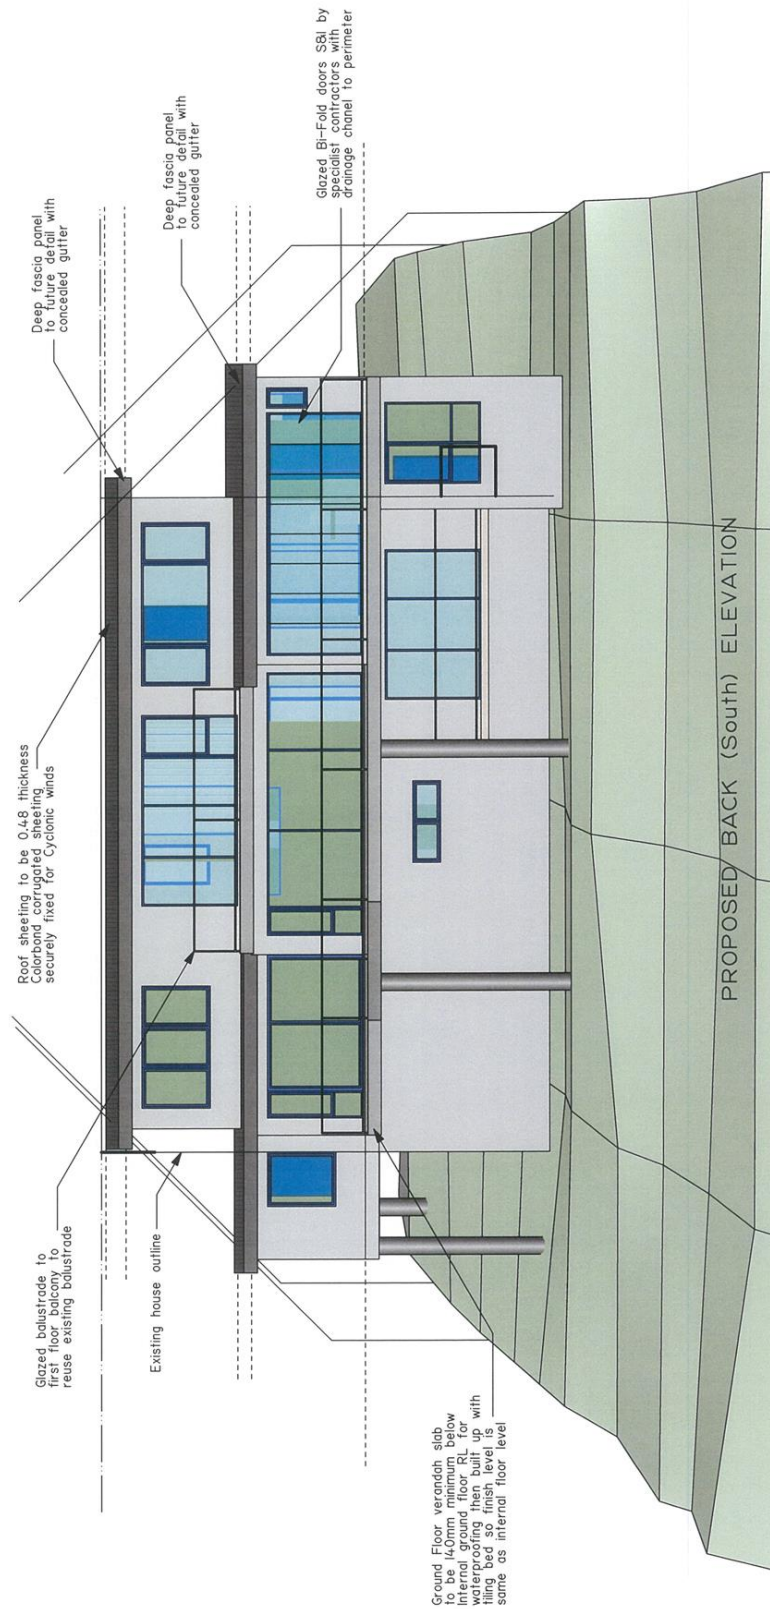 Glazed balustrade to
first floor balcony to
reuse existing balustrade
Roof sheeting to be 0.48 thickness
Colorbond corrugated sheeting
securely fixed for Cyclonic winds
Deep fascia panel
to future detail with
concealed gutter
Deep fascia panel
to future detail with
concealed gutter
Existing house outline
Glazed Bi-Fold doors S&I by
specialist contractors with
drainage chanel to perimeter
Ground Floor verandah slab
to be 140mm minimum below
Internal ground floor RL for
waterproofing then built up with
tiling bed so finish level is
same as internal floor level
PROPOSED BACK (South) ELEVATION